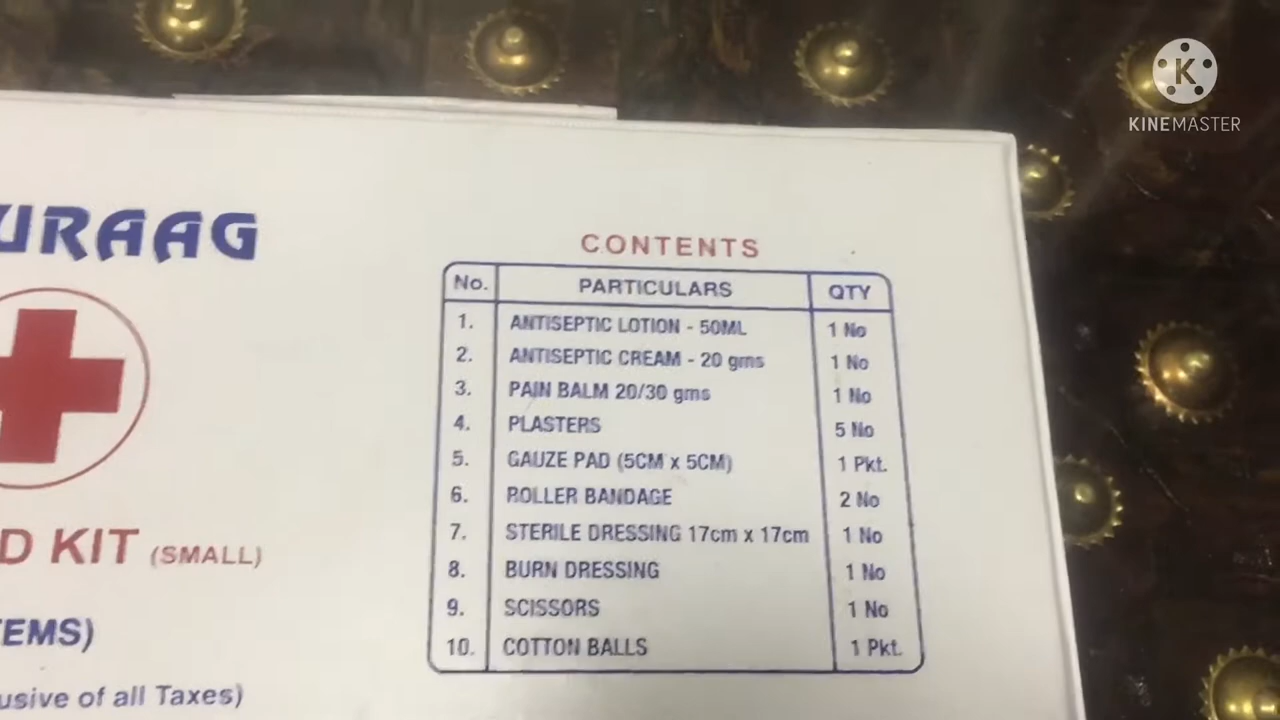 KINEMASTER
URAAG
D KIT (SMALL)
EMS)
usive of all Taxes)
CONTENTS
No. PARTICULARS QTY
1. ANTISEPTIC LOTION - 50ML 1 No
2. ANTISEPTIC CREAM - 20 gms 1 No
3. PAIN BALM 20/30 gms 1 No
4. PLASTERS 5 No
5. GAUZE PAD (5CM x 5CM) 1 Pkt.
6. ROLLER BANDAGE 2 No
7. STERILE DRESSING 17cm x 17cm 1 No
8. BURN DRESSING 1 No
9. SCISSORS 1 No
10. COTTON BALLS 1 Pkt.